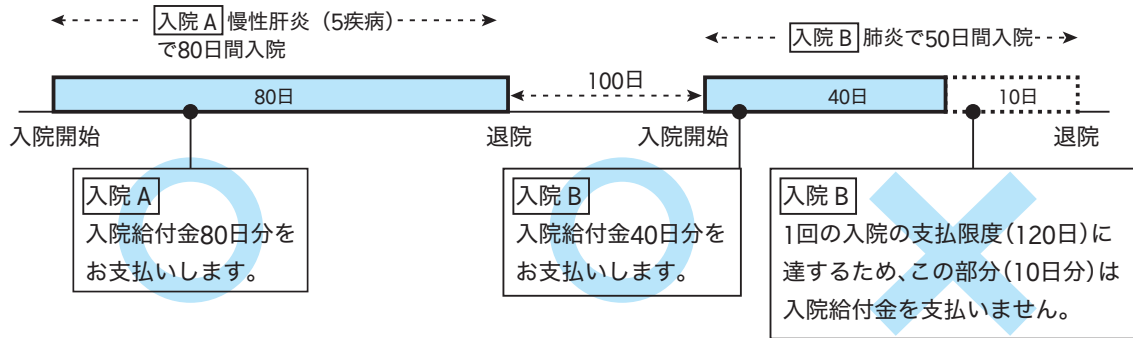 入院 A 慢性肝炎（5疾病）
で80日間入院
入院 B 肺炎で50日間入院
80日
100日
40日
10日
入院開始
退院
入院開始
退院
入院 A
入院給付金80日分を
お支払いします。
入院 B
入院給付金40日分を
お支払いします。
入院 B
1回の入院の支払限度（120日）に
達するため、この部分（10日分）は
入院給付金を支払いません。